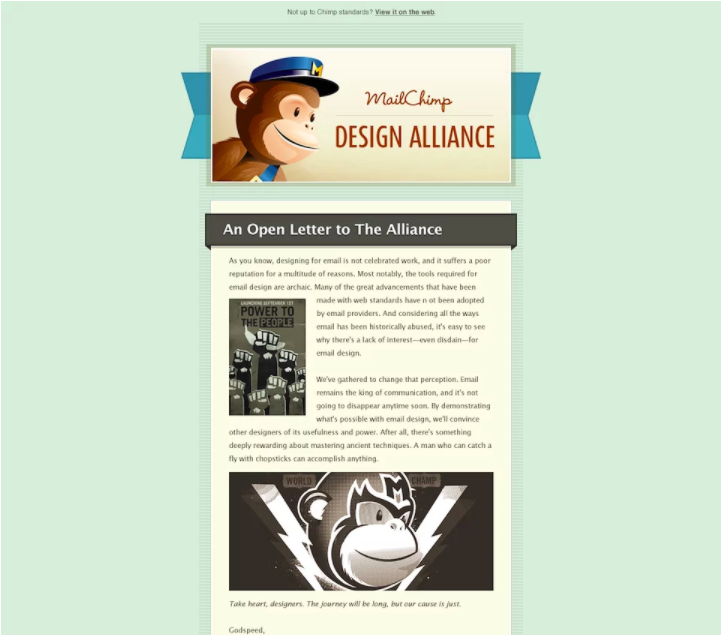 Not up to Chimp standards? View it on the web.
MailChimp
DESIGN ALLIANCE
An Open Letter to The Alliance
As you know, designing for email is not celebrated work, and it suffers a poor
reputation for a multitude of reasons. Most notably, the tools required for
email design are archaic. Many of the great advancements that have been
made with web standards have n ot been adopted
by email providers. And considering all the ways
email has been historically abused, it's easy to see
why there's a lack of interest—even disdain—for
email design.
LAUNCHING SEPTEMBER 1ST
POWER TO
THE PEOPLE
We've gathered to change that perception. Email
remains the king of communication, and it's not
going to disappear anytime soon. By demonstrating
what's possible with email design, we'll convince
other designers of its usefulness and power. After all, there's something
deeply rewarding about mastering ancient techniques. A man who can catch a
fly with chopsticks can accomplish anything.
WORLD CHAMP
M
Take heart, designers. The journey will be long, but our cause is just.
Godspeed,